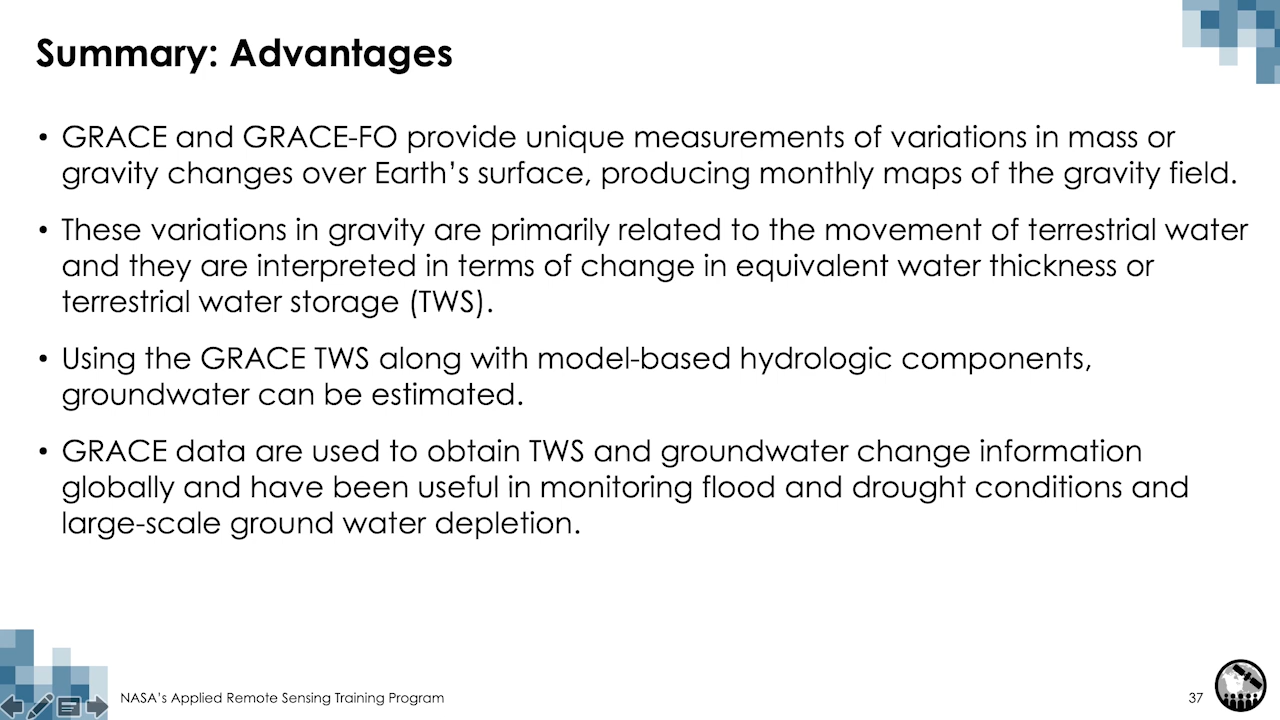 Summary: Advantages
• GRACE and GRACE-FO provide unique measurements of variations in mass or
gravity changes over Earth's surface, producing monthly maps of the gravity field.
• These variations in gravity are primarily related to the movement of terrestrial water
and they are interpreted in terms of change in equivalent water thickness or
terrestrial water storage (TWS).
• Using the GRACE TWS along with model-based hydrologic components,
groundwater can be estimated.
• GRACE data are used to obtain TWS and groundwater change information
globally and have been useful in monitoring flood and drought conditions and
large-scale ground water depletion.
NASA's Applied Remote Sensing Training Program
37